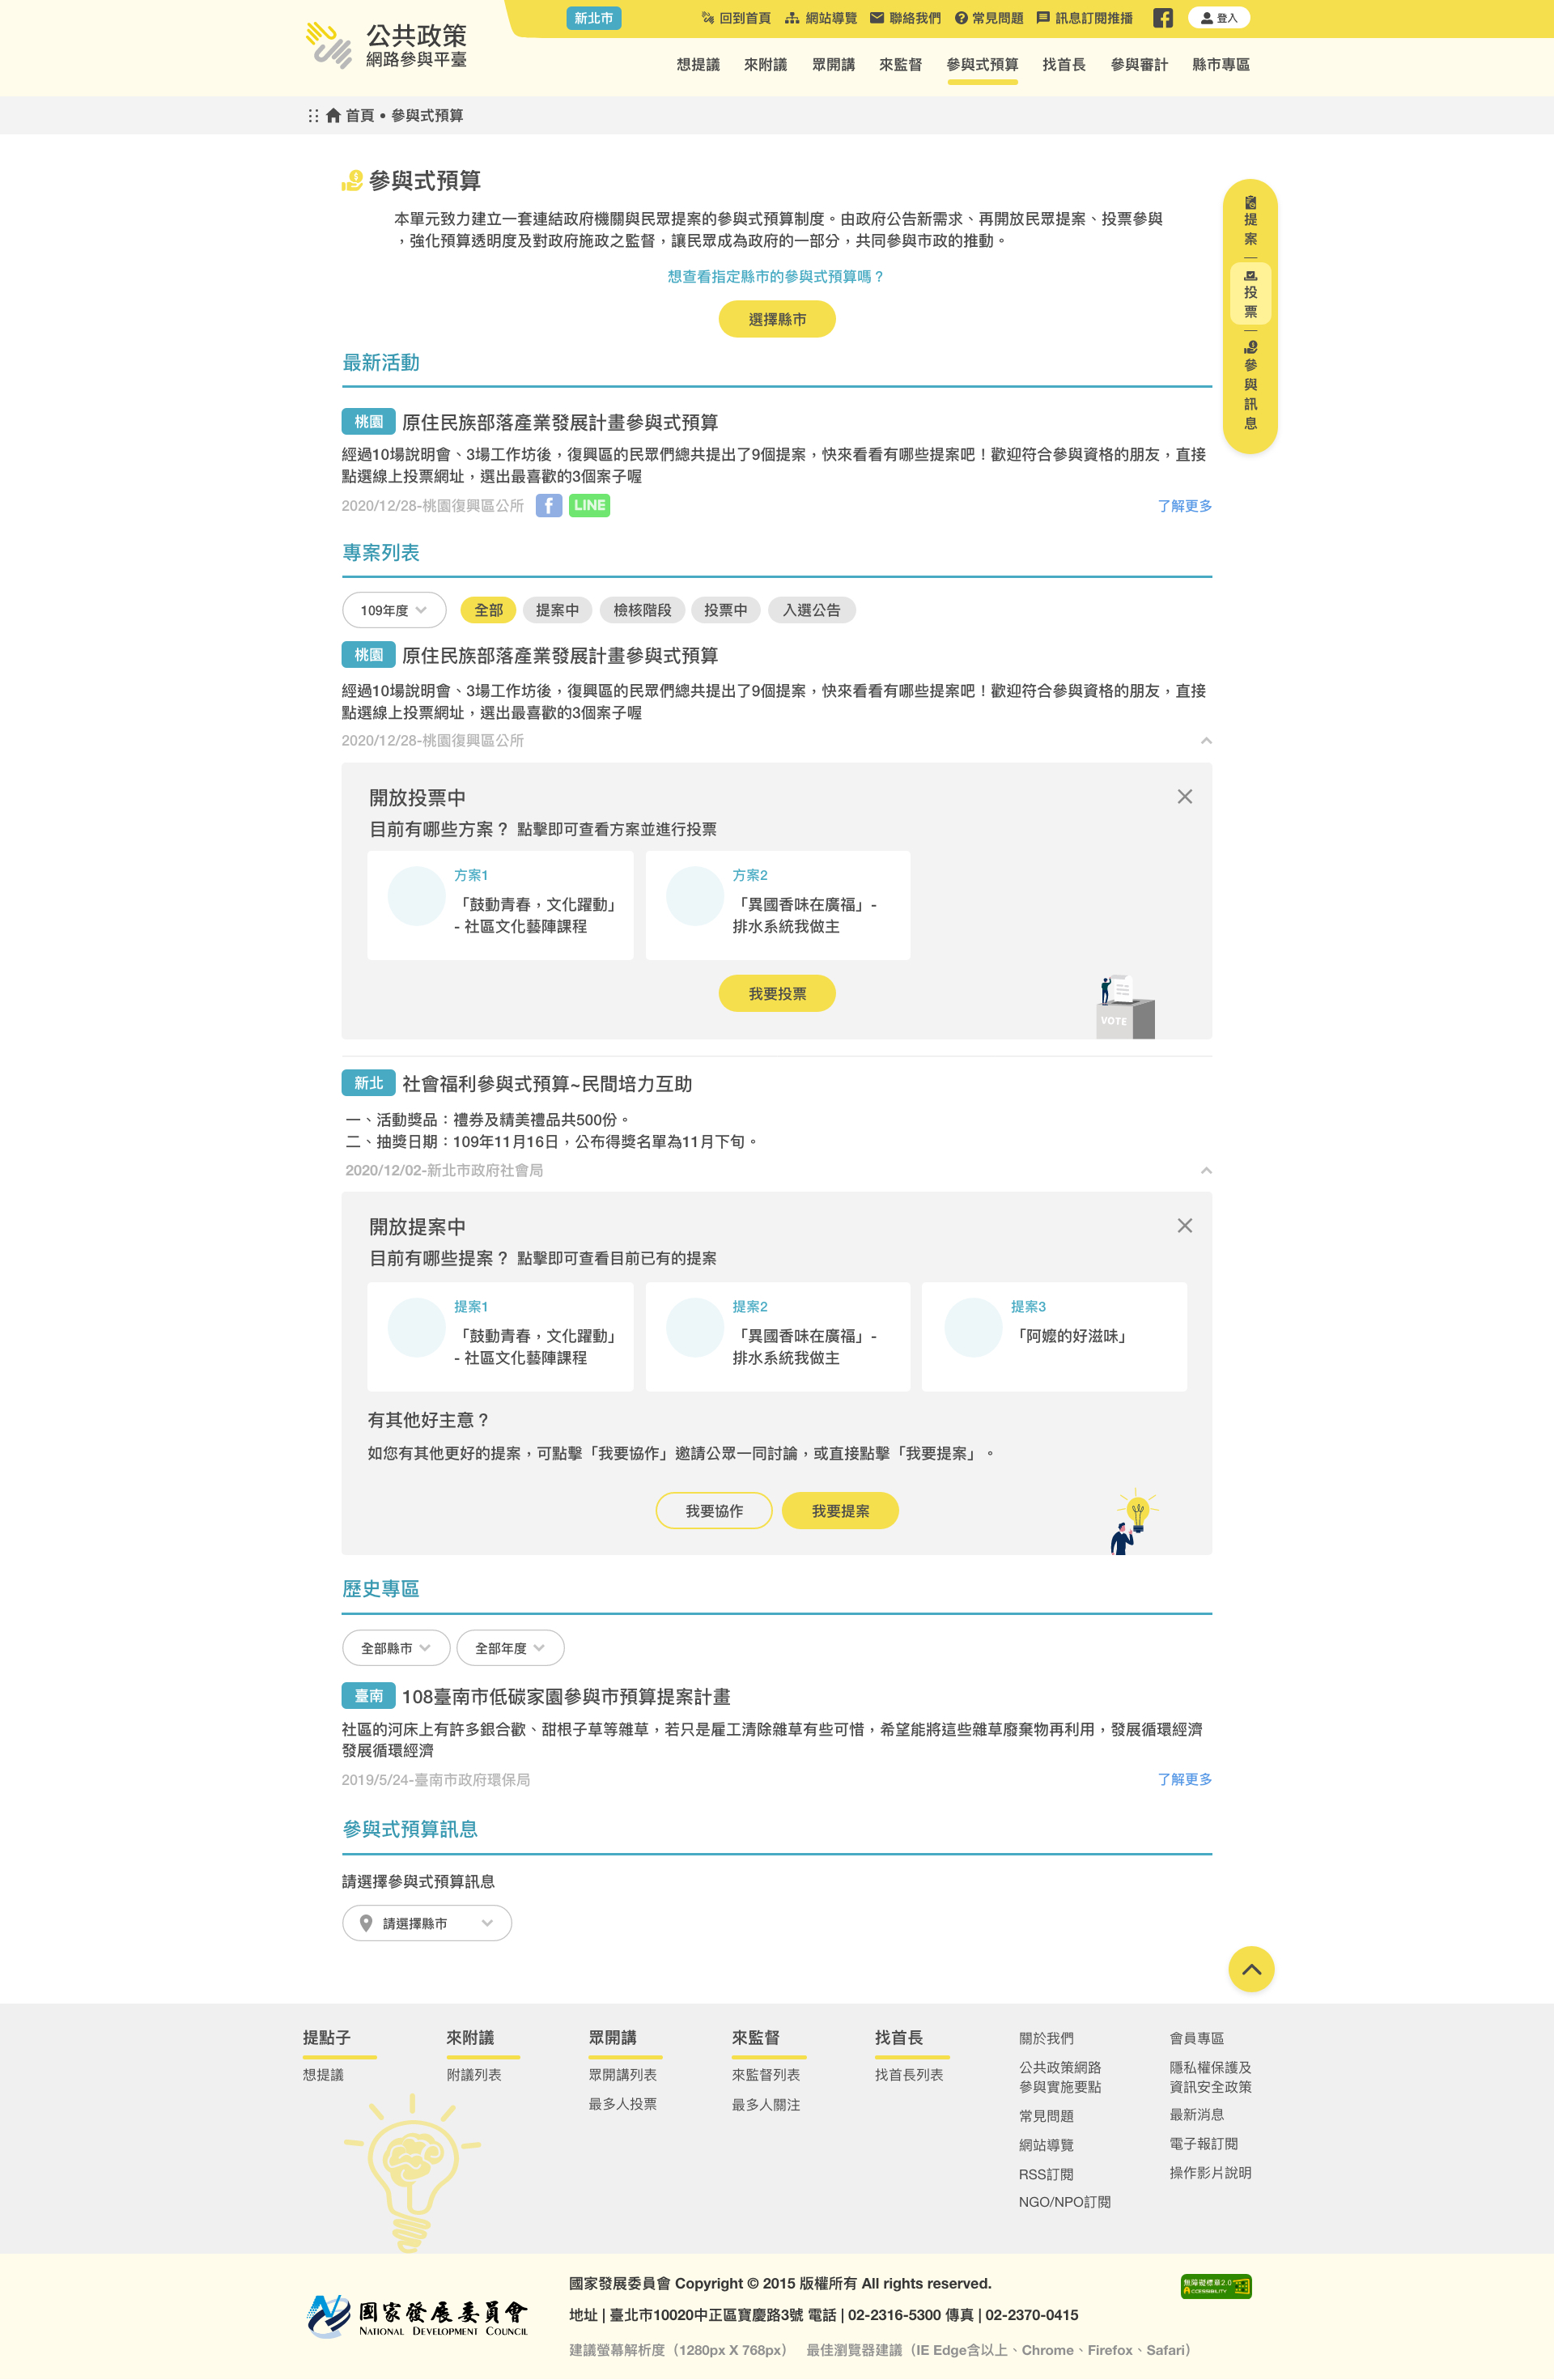 公共政策
網路參與平臺
新北市
回到首頁 網站導覽 聯絡我們 常見問題 訊息訂閱推播 登入
想提議 來附議 眾開講 來監督 參與式預算 找首長 參與審計 縣市專區
首頁 • 參與式預算
參與式預算
本單元致力建立一套連結政府機關與民眾提案的參與式預算制度。由政府公告新需求、再開放民眾提案、投票參與
，強化預算透明度及對政府施政之監督，讓民眾成為政府的一部分，共同參與市政的推動。
想查看指定縣市的參與式預算嗎？
選擇縣市
提案
投票
參與訊息
最新活動
桃園 原住民族部落產業發展計畫參與式預算
經過10場說明會、3場工作坊後，復興區的民眾們總共提出了9個提案，快來看看有哪些提案吧！歡迎符合參與資格的朋友，直接
點選線上投票網址，選出最喜歡的3個案子喔
2020/12/28-桃園復興區公所 f LINE 了解更多
專案列表
109年度 全部 提案中 檢核階段 投票中 入選公告
桃園 原住民族部落產業發展計畫參與式預算
經過10場說明會、3場工作坊後，復興區的民眾們總共提出了9個提案，快來看看有哪些提案吧！歡迎符合參與資格的朋友，直接
點選線上投票網址，選出最喜歡的3個案子喔
2020/12/28-桃園復興區公所
開放投票中
目前有哪些方案？ 點擊即可查看方案並進行投票
方案1
「鼓動青春，文化躍動」
- 社區文化藝陣課程
方案2
「異國香味在廣福」-
排水系統我做主
我要投票
VOTE
新北 社會福利參與式預算~民間培力互助
一、活動獎品：禮券及精美禮品共500份。
二、抽獎日期：109年11月16日，公布得獎名單為11月下旬。
2020/12/02-新北市政府社會局
開放提案中
目前有哪些提案？ 點擊即可查看目前已有的提案
提案1
「鼓動青春，文化躍動」
- 社區文化藝陣課程
提案2
「異國香味在廣福」-
排水系統我做主
提案3
「阿嬤的好滋味」
有其他好主意？
如您有其他更好的提案，可點擊「我要協作」邀請公眾一同討論，或直接點擊「我要提案」。
我要協作 我要提案
歷史專區
全部縣市 全部年度
臺南 108臺南市低碳家園參與市預算提案計畫
社區的河床上有許多銀合歡、甜根子草等雜草，若只是雇工清除雜草有些可惜，希望能將這些雜草廢棄物再利用，發展循環經濟
發展循環經濟
2019/5/24-臺南市政府環保局 了解更多
參與式預算訊息
請選擇參與式預算訊息
請選擇縣市
提點子
想提議
來附議
附議列表
眾開講
眾開講列表
最多人投票
來監督
來監督列表
最多人關注
找首長
找首長列表
關於我們
公共政策網路
參與實施要點
常見問題
網站導覽
RSS訂閱
NGO/NPO訂閱
會員專區
隱私權保護及
資訊安全政策
最新消息
電子報訂閱
操作影片說明
國家發展委員會
NATIONAL DEVELOPMENT COUNCIL
國家發展委員會 Copyright © 2015 版權所有 All rights reserved.
地址 | 臺北市10020中正區寶慶路3號 電話 | 02-2316-5300 傳真 | 02-2370-0415
建議螢幕解析度（1280px X 768px） 最佳瀏覽器建議（IE Edge含以上、Chrome、Firefox、Safari）
無障礙標章2.0
ACCESSIBILITY